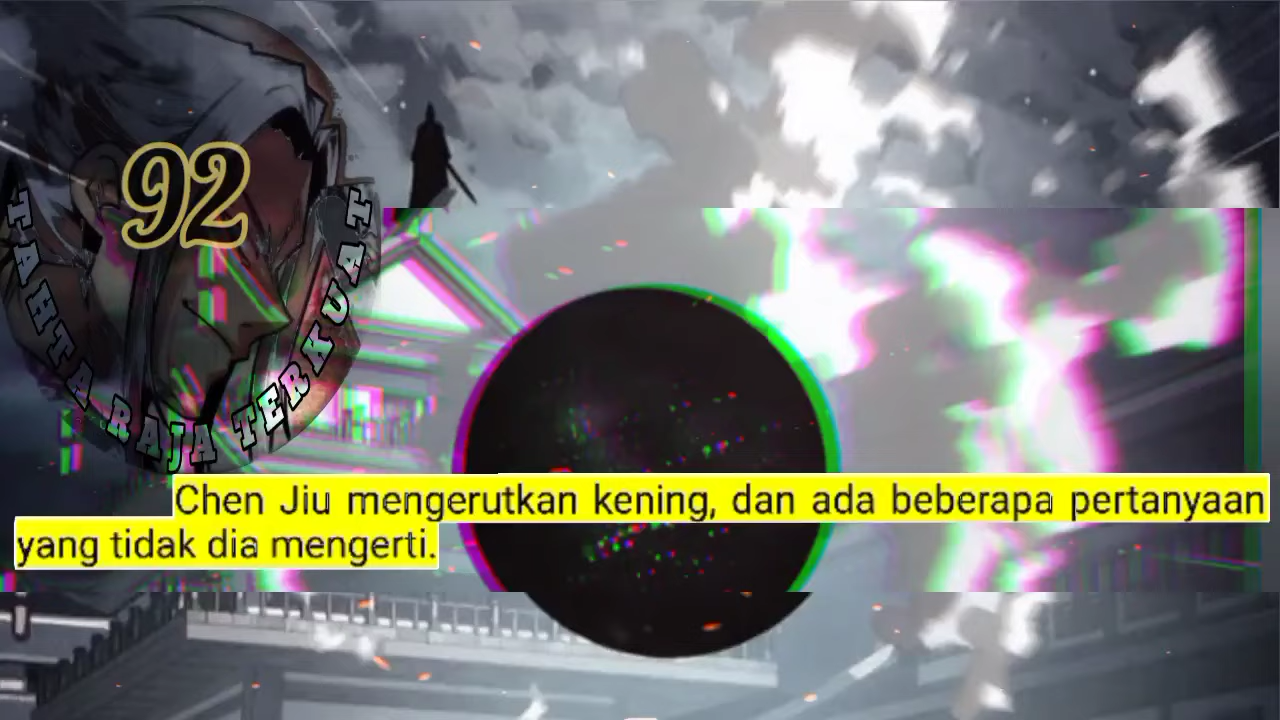 92
TAHTA RAJA TERKUAT
Chen Jiu mengerutkan kening, dan ada beberapa pertanyaan
yang tidak dia mengerti.